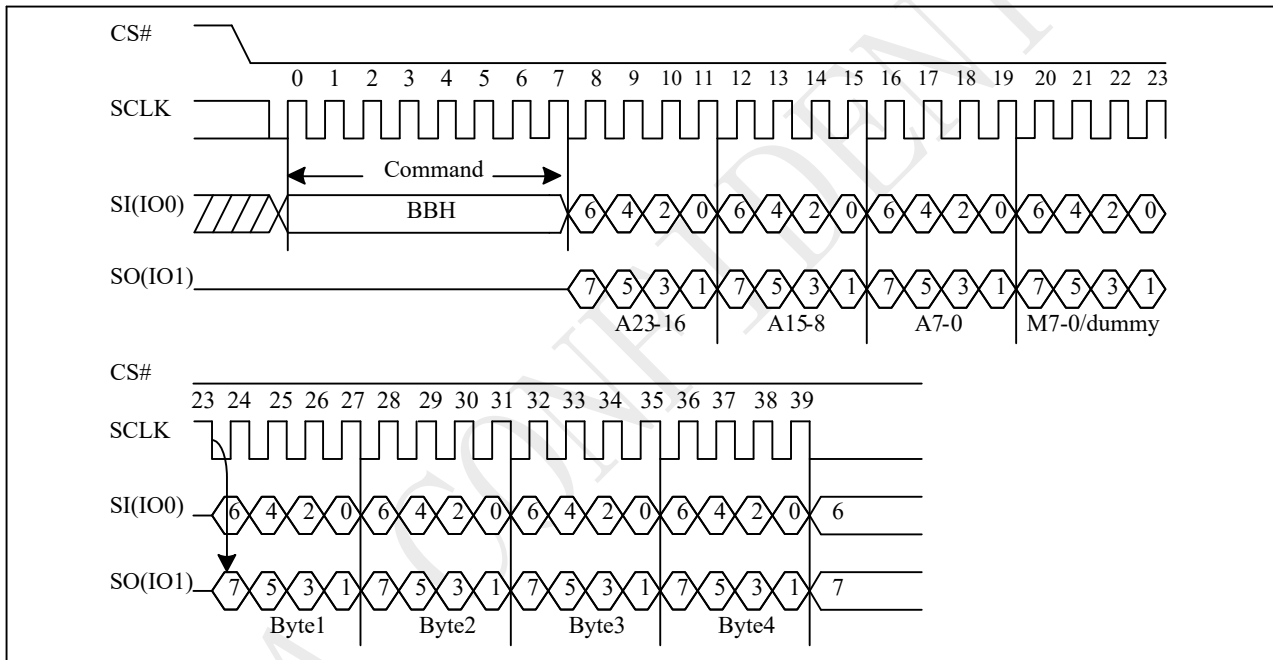 CS#
0 1 2 3 4 5 6 7 8 9 10 11 12 13 14 15 16 17 18 19 20 21 22 23
SCLK
Command
SI(IO0) BBH 6 4 2 0 6 4 2 0 6 4 2 0 6 4 2 0
SO(IO1) 7 5 3 1 7 5 3 1 7 5 3 1 7 5 3 1
A23-16 A15-8 A7-0 M7-0/dummy
CS#
23 24 25 26 27 28 29 30 31 32 33 34 35 36 37 38 39
SCLK
SI(IO0) 6 4 2 0 6 4 2 0 6 4 2 0 6 4 2 0 6
SO(IO1) 7 5 3 1 7 5 3 1 7 5 3 1 7 5 3 1 7
Byte1 Byte2 Byte3 Byte4